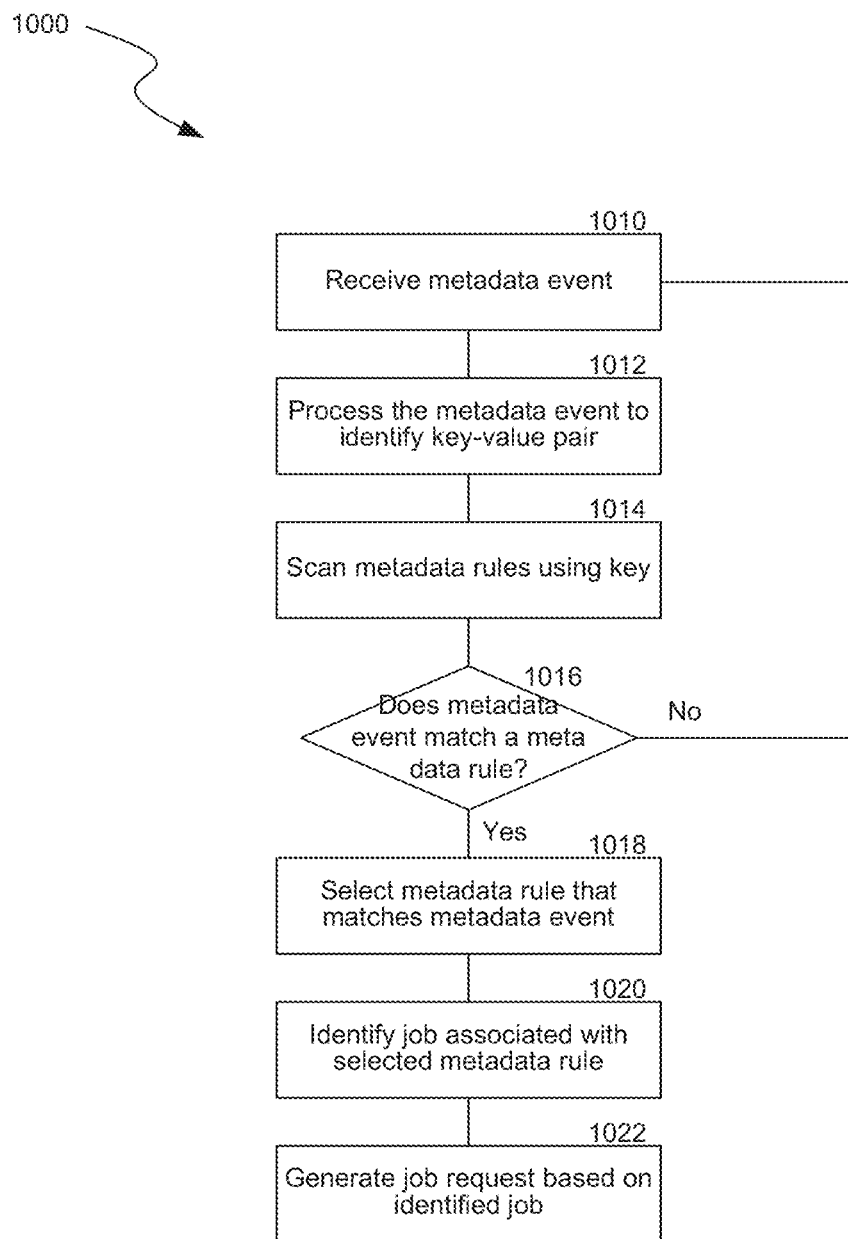 1000
1010
Receive metadata event
1012
Process the metadata event to
identify key-value pair
1014
Scan metadata rules using key
1016
Does metadata
event match a meta
data rule?
No
Yes
1018
Select metadata rule that
matches metadata event
1020
Identify job associated with
selected metadata rule
1022
Generate job request based on
identified job